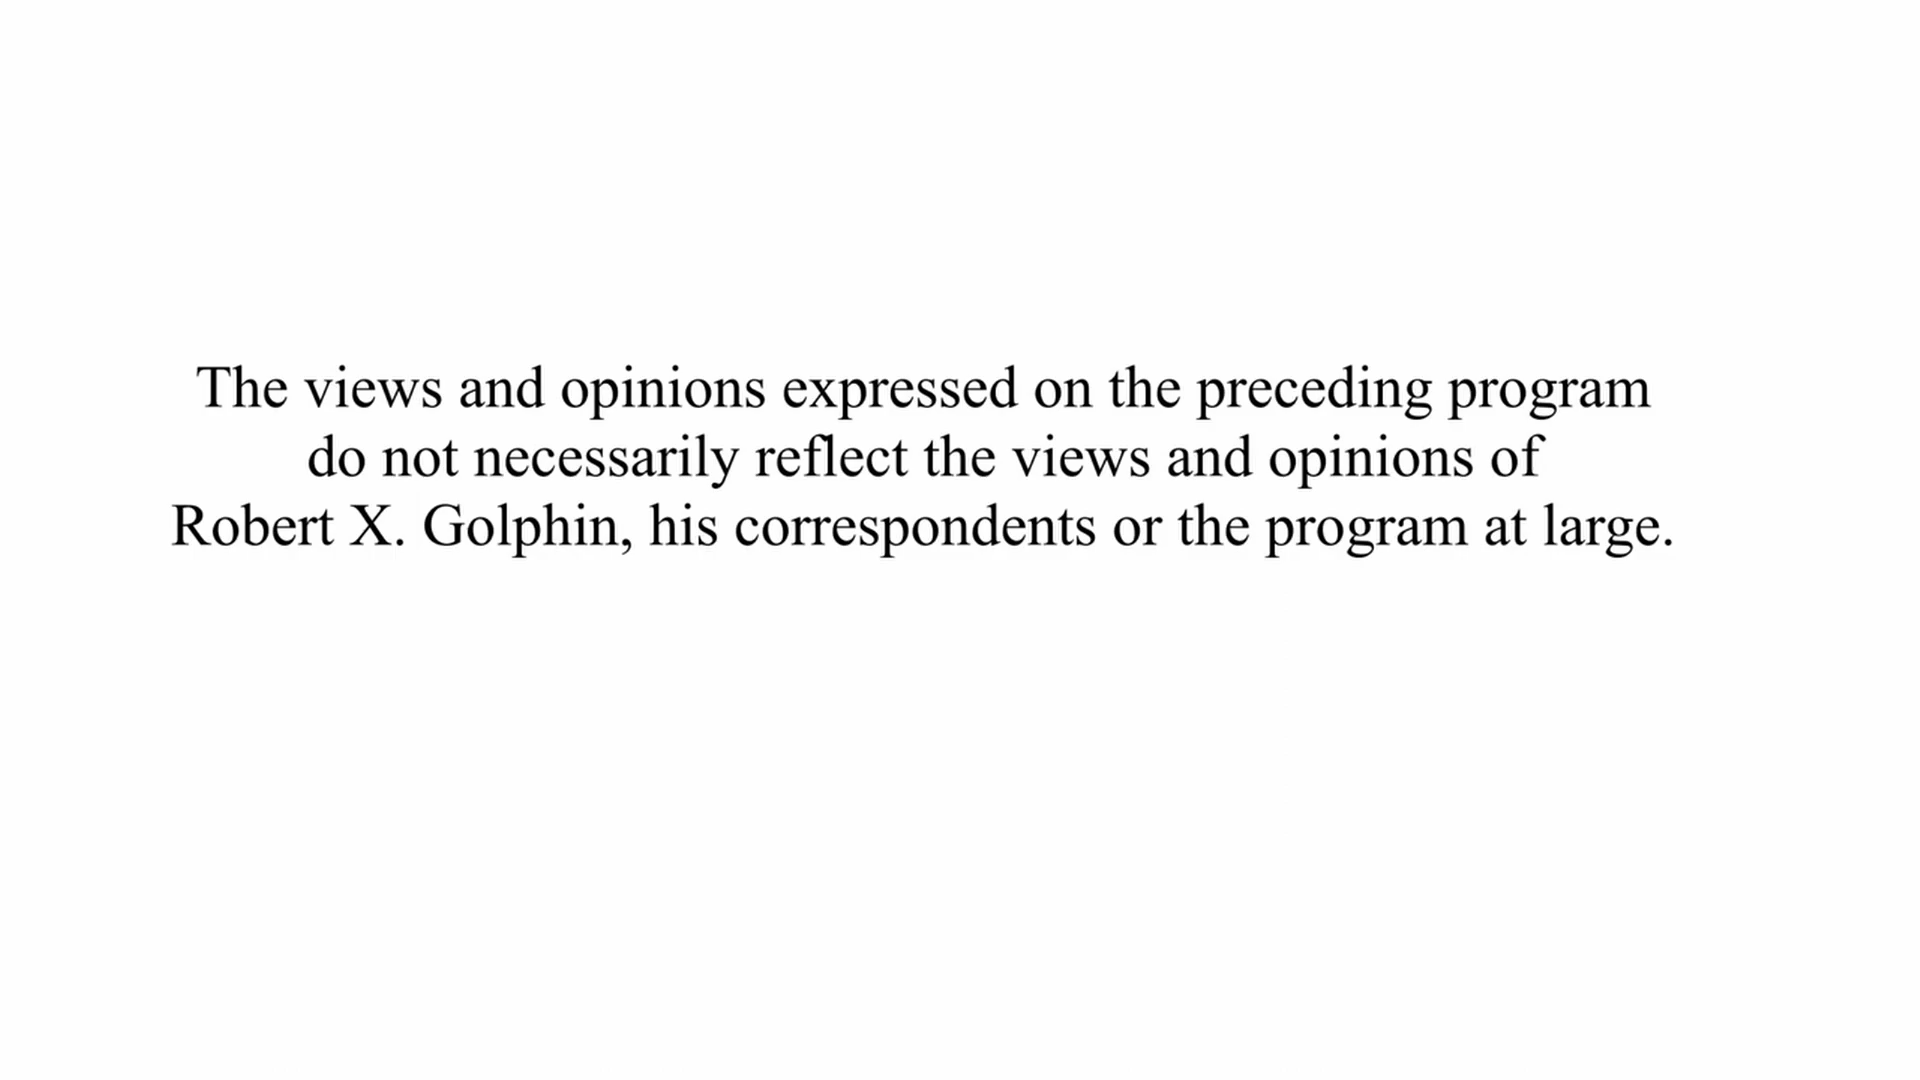 The views and opinions expressed on the preceding program
do not necessarily reflect the views and opinions of
Robert X. Golphin, his correspondents or the program at large.